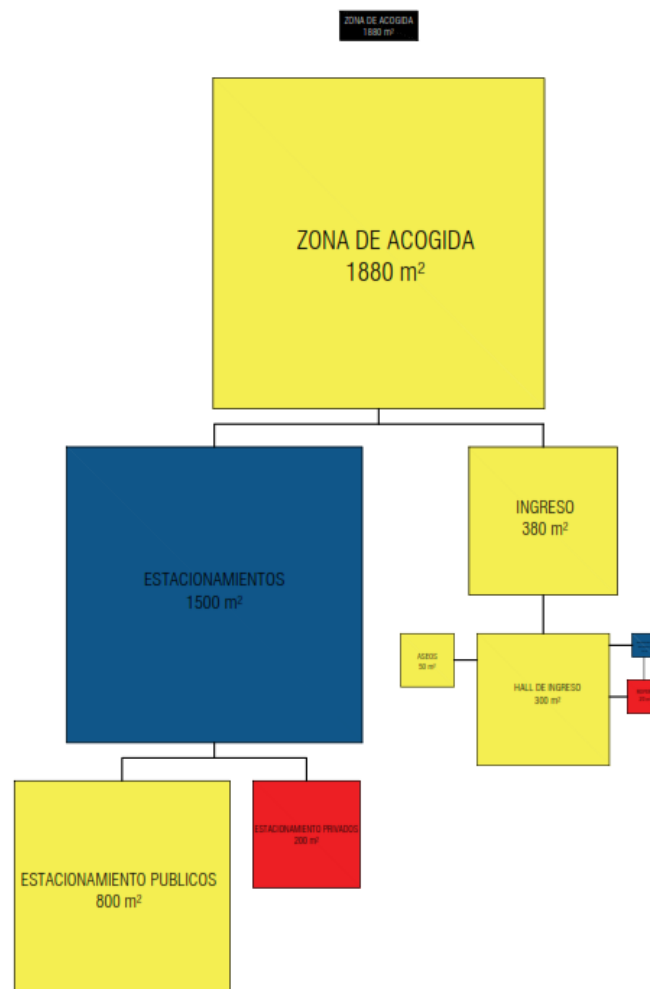 ZONA DE ACOGIDA
1880 m²
ZONA DE ACOGIDA
1880 m²
ESTACIONAMIENTOS
1500 m²
INGRESO
380 m²
ASEOS
50 m²
HALL DE INGRESO
300 m²
ESTACIONAMIENTO PUBLICOS
800 m²
ESTACIONAMIENTO PRIVADOS
200 m²